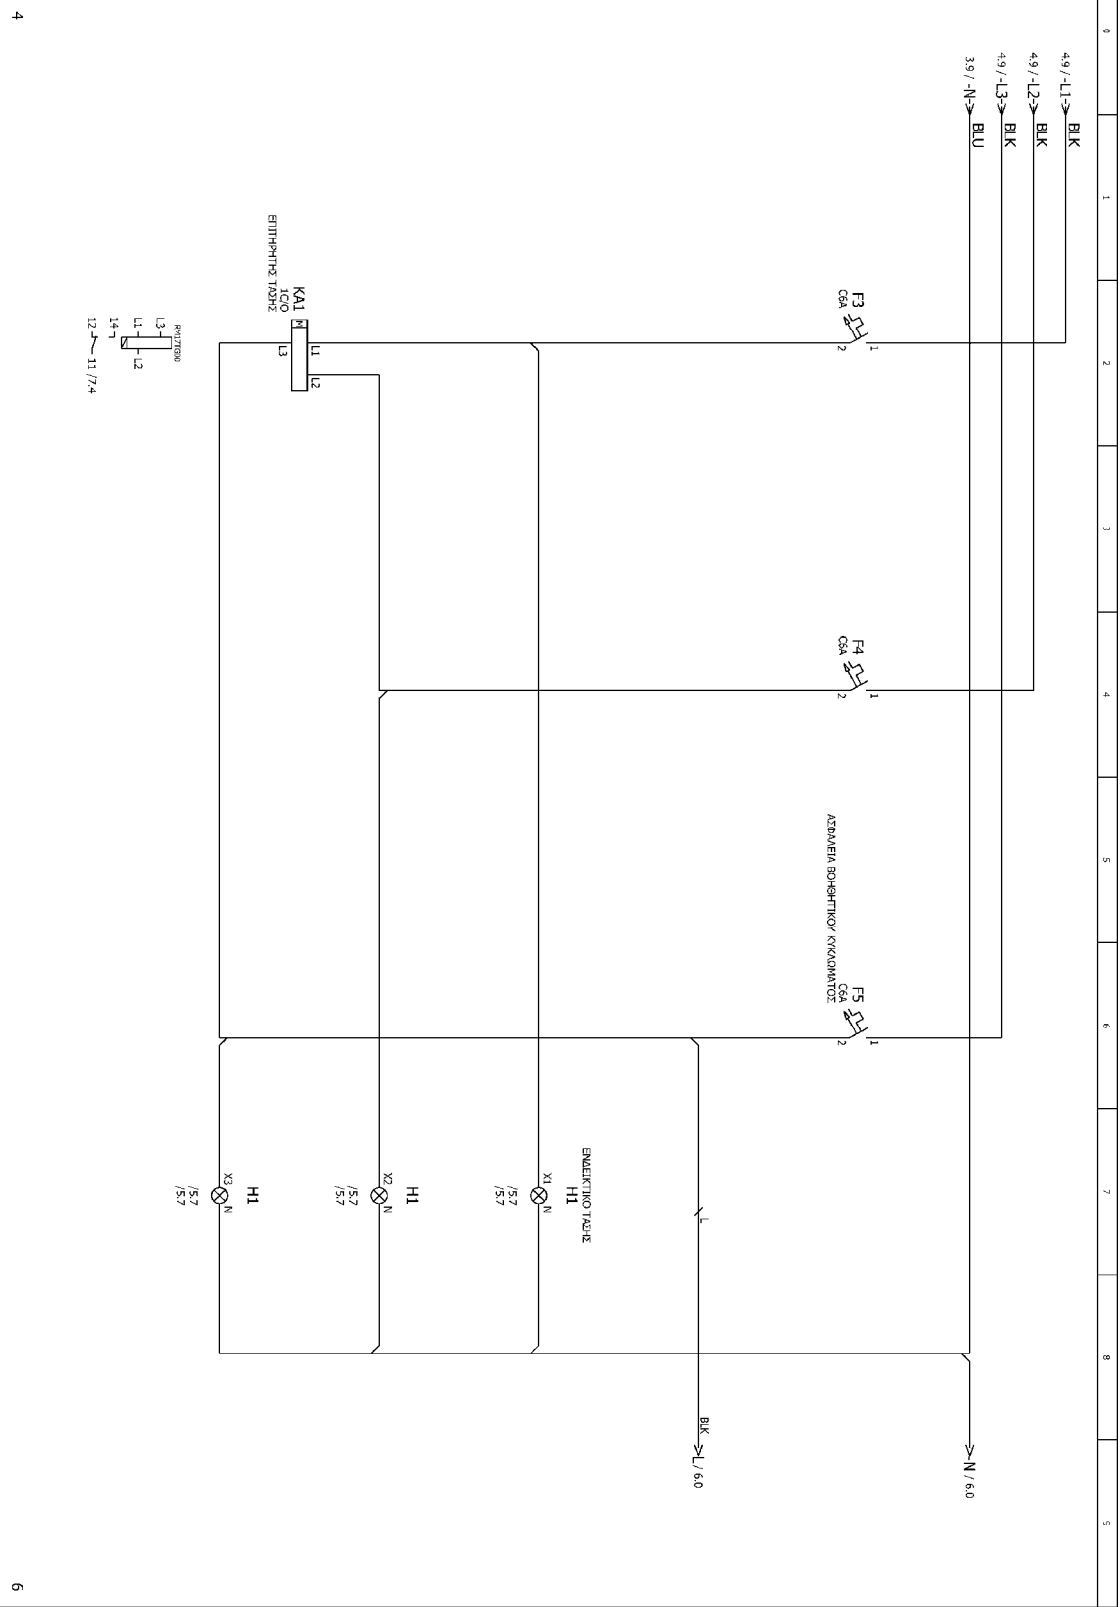 0
1
2
3
4
5
6
7
8
9
4.9 / -L1
BLK
4.9 / -L2
BLK
4.9 / -L3
BLK
3.9 / -N
BLU
F3
C6A
1
2
F4
C6A
1
2
F5
C6A
1
2
ΑΣΦΑΛΕΙΑ ΒΟΗΘΗΤΙΚΟΥ ΚΥΚΛΩΜΑΤΟΣ
L
BLK
L / 6.0
N / 6.0
ΕΝΔΕΙΚΤΙΚΟ ΤΑΣΗΣ
H1
X1
N
/5.7
/5.7
H1
X2
N
/5.7
/5.7
H1
X3
N
/5.7
/5.7
KA1
1C/O
ΕΠΙΤΗΡΗΤΗΣ ΤΑΣΗΣ
M
L1
L2
L3
RM17TG00
L3
L1
L2
14
12
11 /7.4
4
6